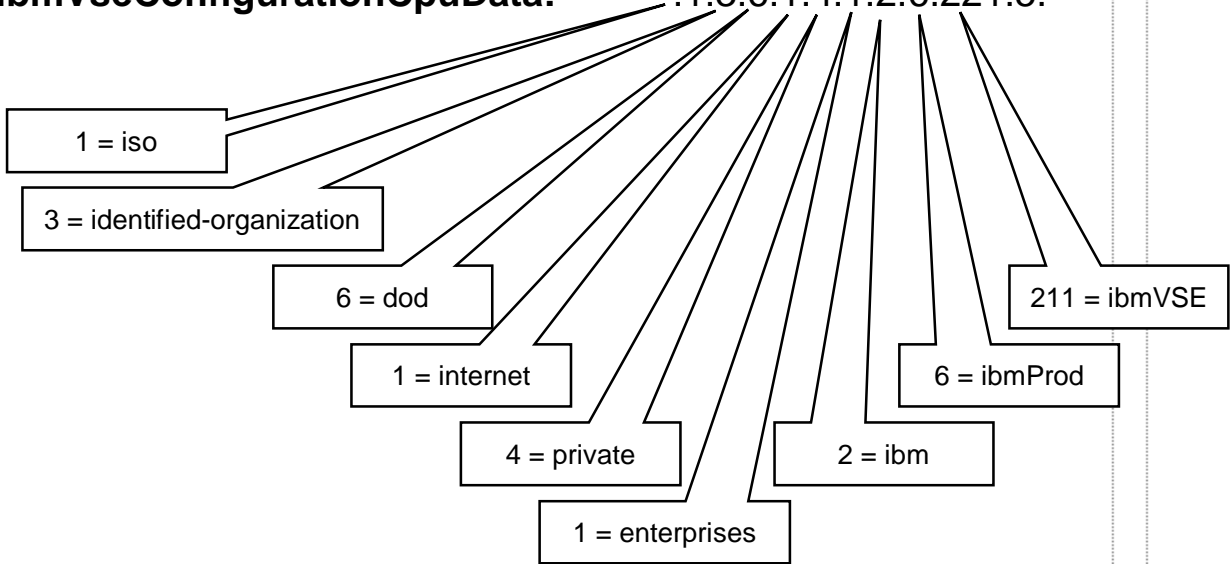 ibmVseConfigurationCpuData:
1 = iso
3 = identified-organization
6 = dod
211 = ibmVSE
1 = internet
6 = ibmProd
4 = private
2 = ibm
1 = enterprises